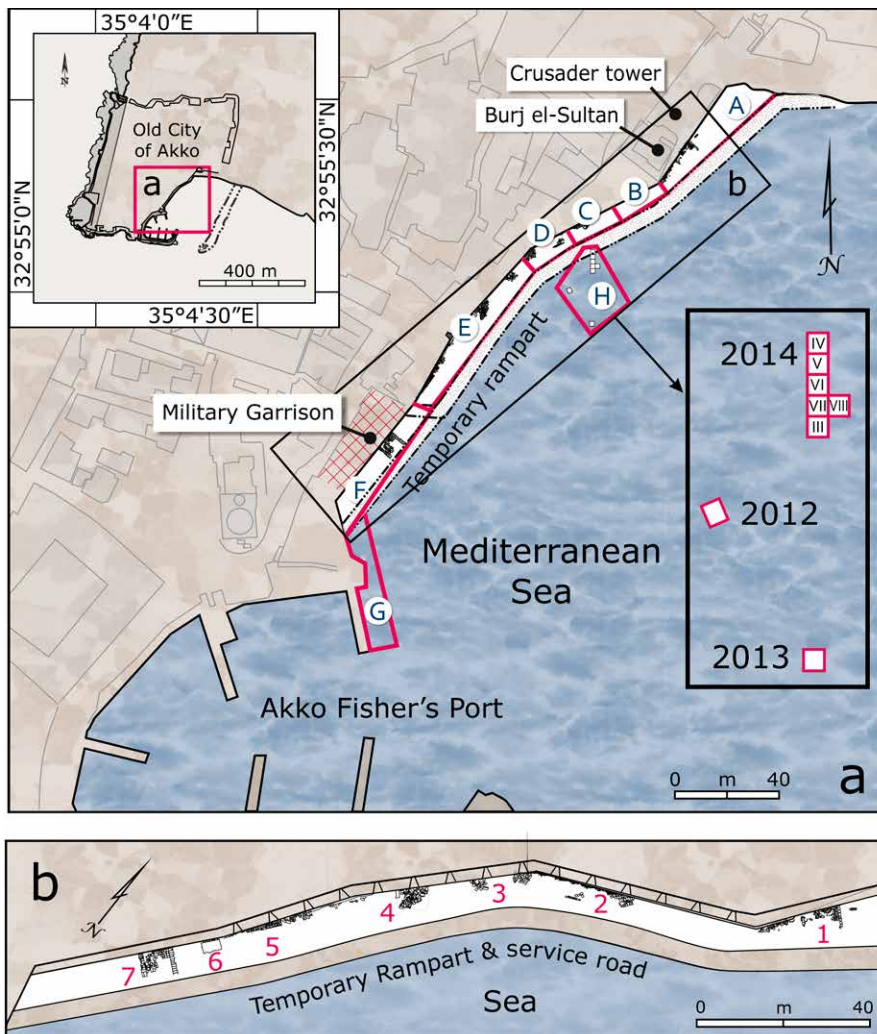 35°4'0"E
N
Old City
of Akko
a
400 m
32°55'0"N
32°55'30"N
35°4'30"E
Crusader tower
Burj el-Sultan
A
b
B
C
D
N
H
E
Temporary rampart
Military Garrison
F
2014
IV
V
VI
VII
VIII
III
2012
2013
Mediterranean
Sea
G
Akko Fisher's Port
0 m 40
a
b
N
1
2
3
4
5
6
7
Temporary Rampart & service road
Sea
0 m 40